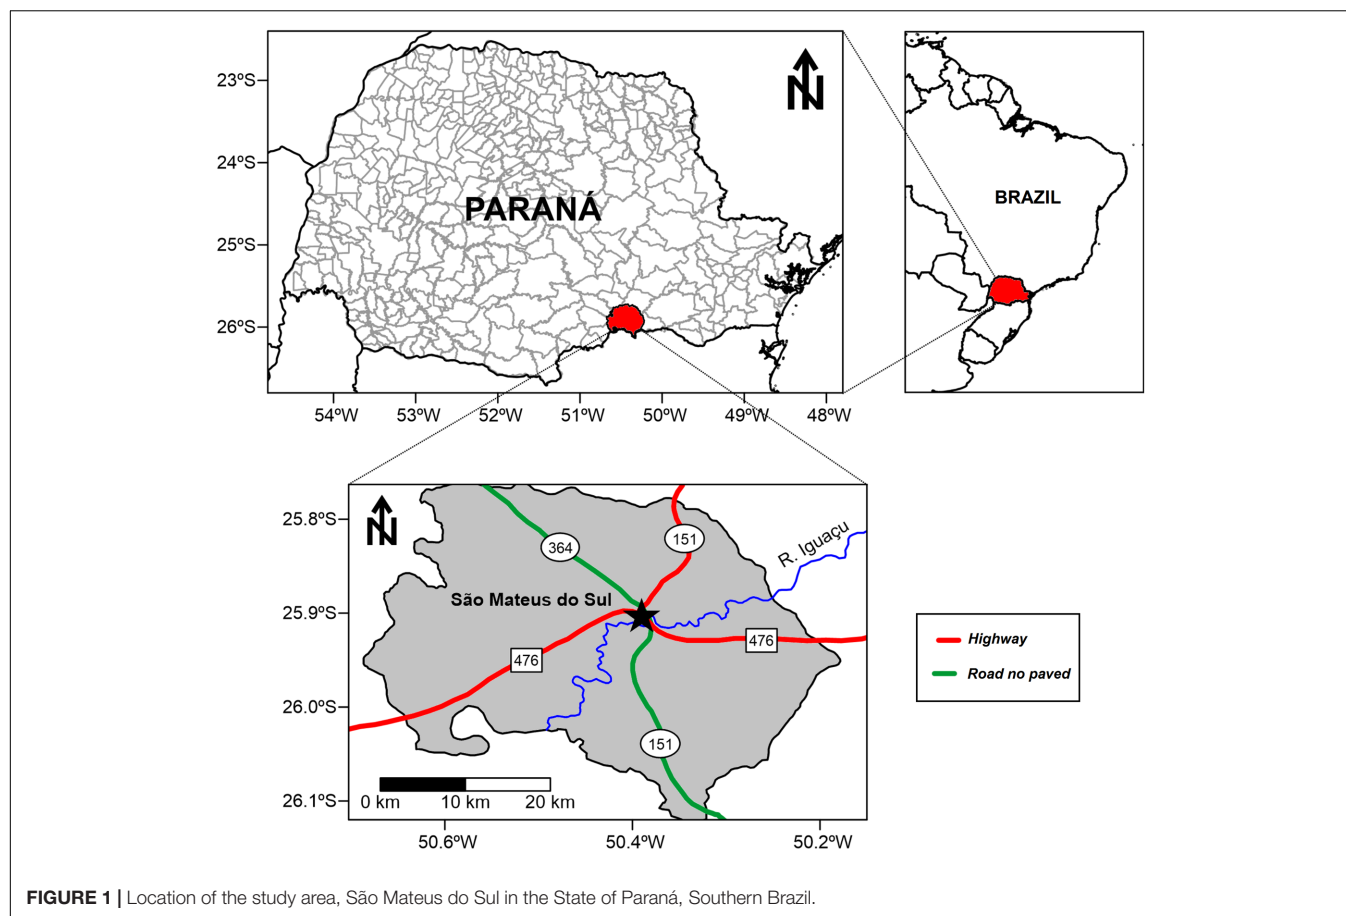 23ºS
24ºS
25ºS
26ºS
N
PARANÁ
54ºW 53ºW 52ºW 51ºW 50ºW 49ºW 48ºW
BRAZIL
25.8ºS
25.9ºS
26.0ºS
26.1ºS
N
364
151
R. Iguaçu
São Mateus do Sul
476
476
151
0 km 10 km 20 km
50.6ºW 50.4ºW 50.2ºW
Highway
Road no paved
FIGURE 1 | Location of the study area, São Mateus do Sul in the State of Paraná, Southern Brazil.